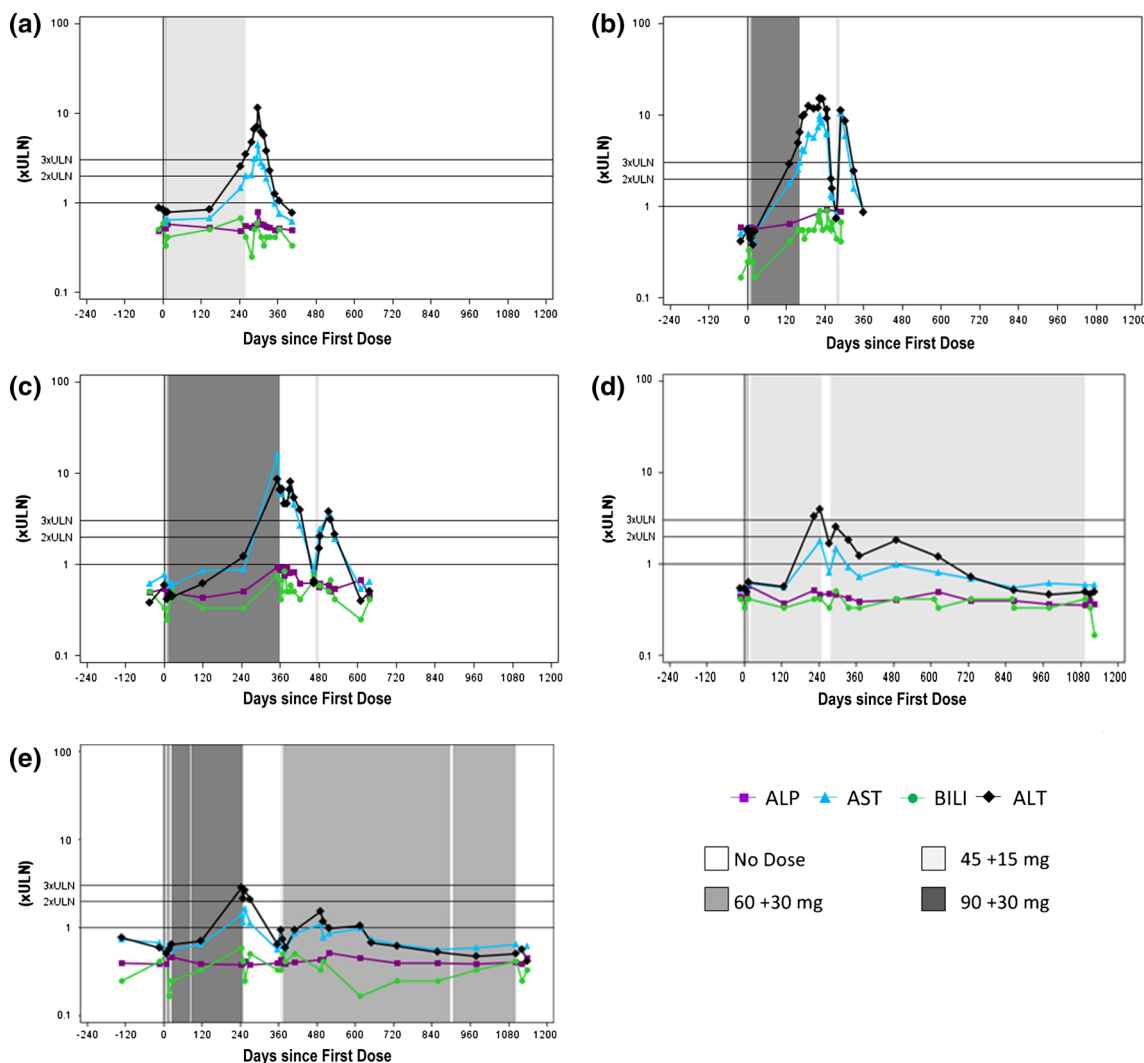 (a)
100
10
3xULN
2xULN
1
0.1
(xULN)
-240 -120 0 120 240 360 480 600 720 840 960 1080 1200
Days since First Dose
(b)
100
10
3xULN
2xULN
1
0.1
(xULN)
-240 -120 0 120 240 360 480 600 720 840 960 1080 1200
Days since First Dose
(c)
100
10
3xULN
2xULN
1
0.1
(xULN)
-240 -120 0 120 240 360 480 600 720 840 960 1080 1200
Days since First Dose
(d)
100
10
3xULN
2xULN
1
0.1
(xULN)
-240 -120 0 120 240 360 480 600 720 840 960 1080 1200
Days since First Dose
(e)
100
10
3xULN
2xULN
1
0.1
(xULN)
-240 -120 0 120 240 360 480 600 720 840 960 1080 1200
Days since First Dose
ALP AST BILI ALT
No Dose 45 +15 mg
60 +30 mg 90 +30 mg